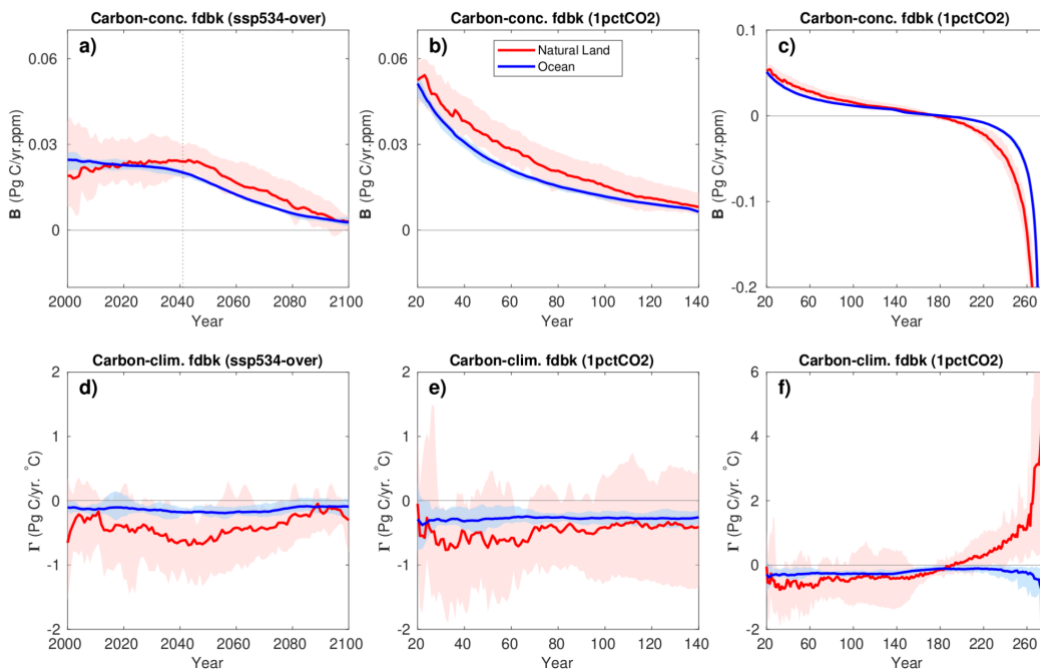 Carbon-conc. fdbk (ssp534-over)
a)
0.06
0.03
0
B (Pg C/yr.ppm)
2000 2020 2040 2060 2080 2100
Year
Carbon-conc. fdbk (1pctCO2)
b)
Natural Land
Ocean
0.06
0.03
0
B (Pg C/yr.ppm)
20 40 60 80 100 120 140
Year
Carbon-conc. fdbk (1pctCO2)
c)
0.1
0
-0.1
-0.2
B (Pg C/yr.ppm)
20 60 100 140 180 220 260
Year
Carbon-clim. fdbk (ssp534-over)
d)
2
1
0
-1
-2
Γ (Pg C/yr. °C)
2000 2020 2040 2060 2080 2100
Year
Carbon-clim. fdbk (1pctCO2)
e)
2
1
0
-1
-2
Γ (Pg C/yr. °C)
20 40 60 80 100 120 140
Year
Carbon-clim. fdbk (1pctCO2)
f)
6
4
2
0
-2
Γ (Pg C/yr. °C)
20 60 100 140 180 220 260
Year